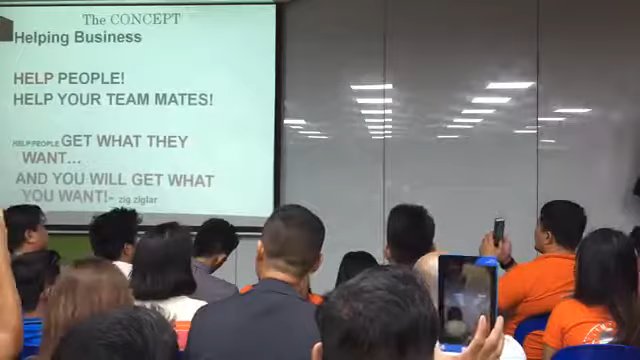 The CONCEPT
Helping Business
HELP PEOPLE!
HELP YOUR TEAM MATES!
HELP PEOPLE GET WHAT THEY
WANT...
AND YOU WILL GET WHAT
YOU WANT!- zig ziglar